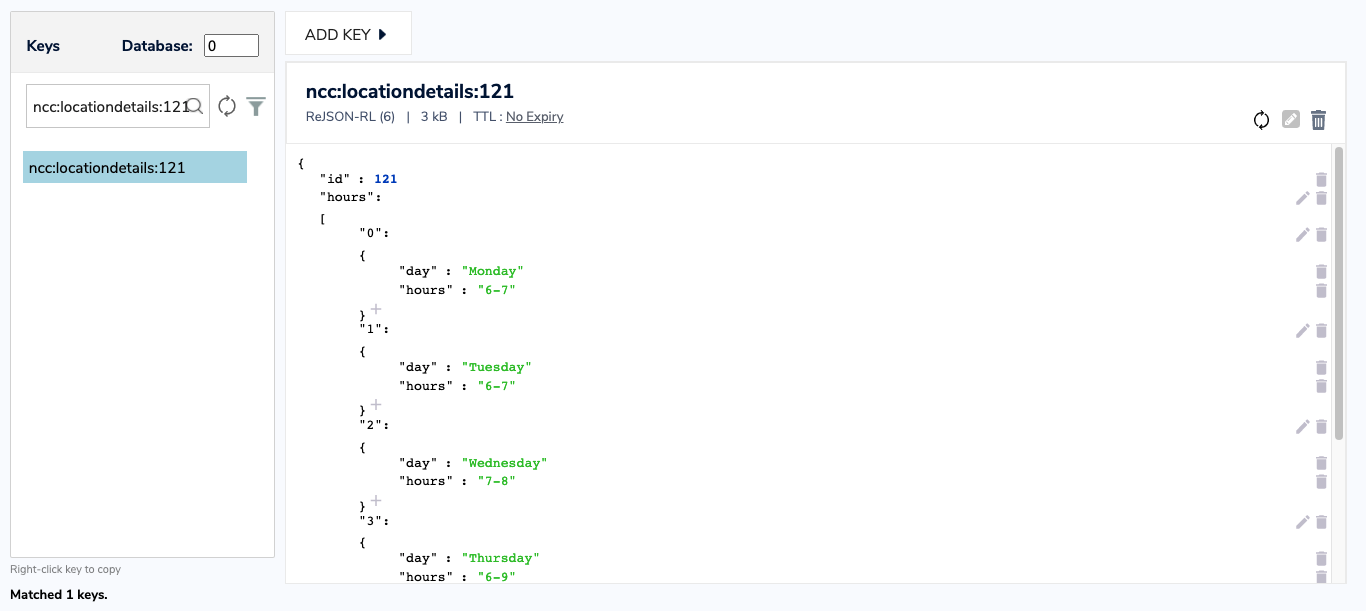 Keys Database: 0
ncc:locationdetails:121
ncc:locationdetails:121
Right-click key to copy
Matched 1 keys.
ADD KEY
ncc:locationdetails:121
ReJSON-RL (6) | 3 kB | TTL : No Expiry
{
"id" : 121
"hours":
[
"0":
{
"day" : "Monday"
"hours" : "6-7"
} +
"1":
{
"day" : "Tuesday"
"hours" : "6-7"
} +
"2":
{
"day" : "Wednesday"
"hours" : "7-8"
} +
"3":
{
"day" : "Thursday"
"hours" : "6-9"